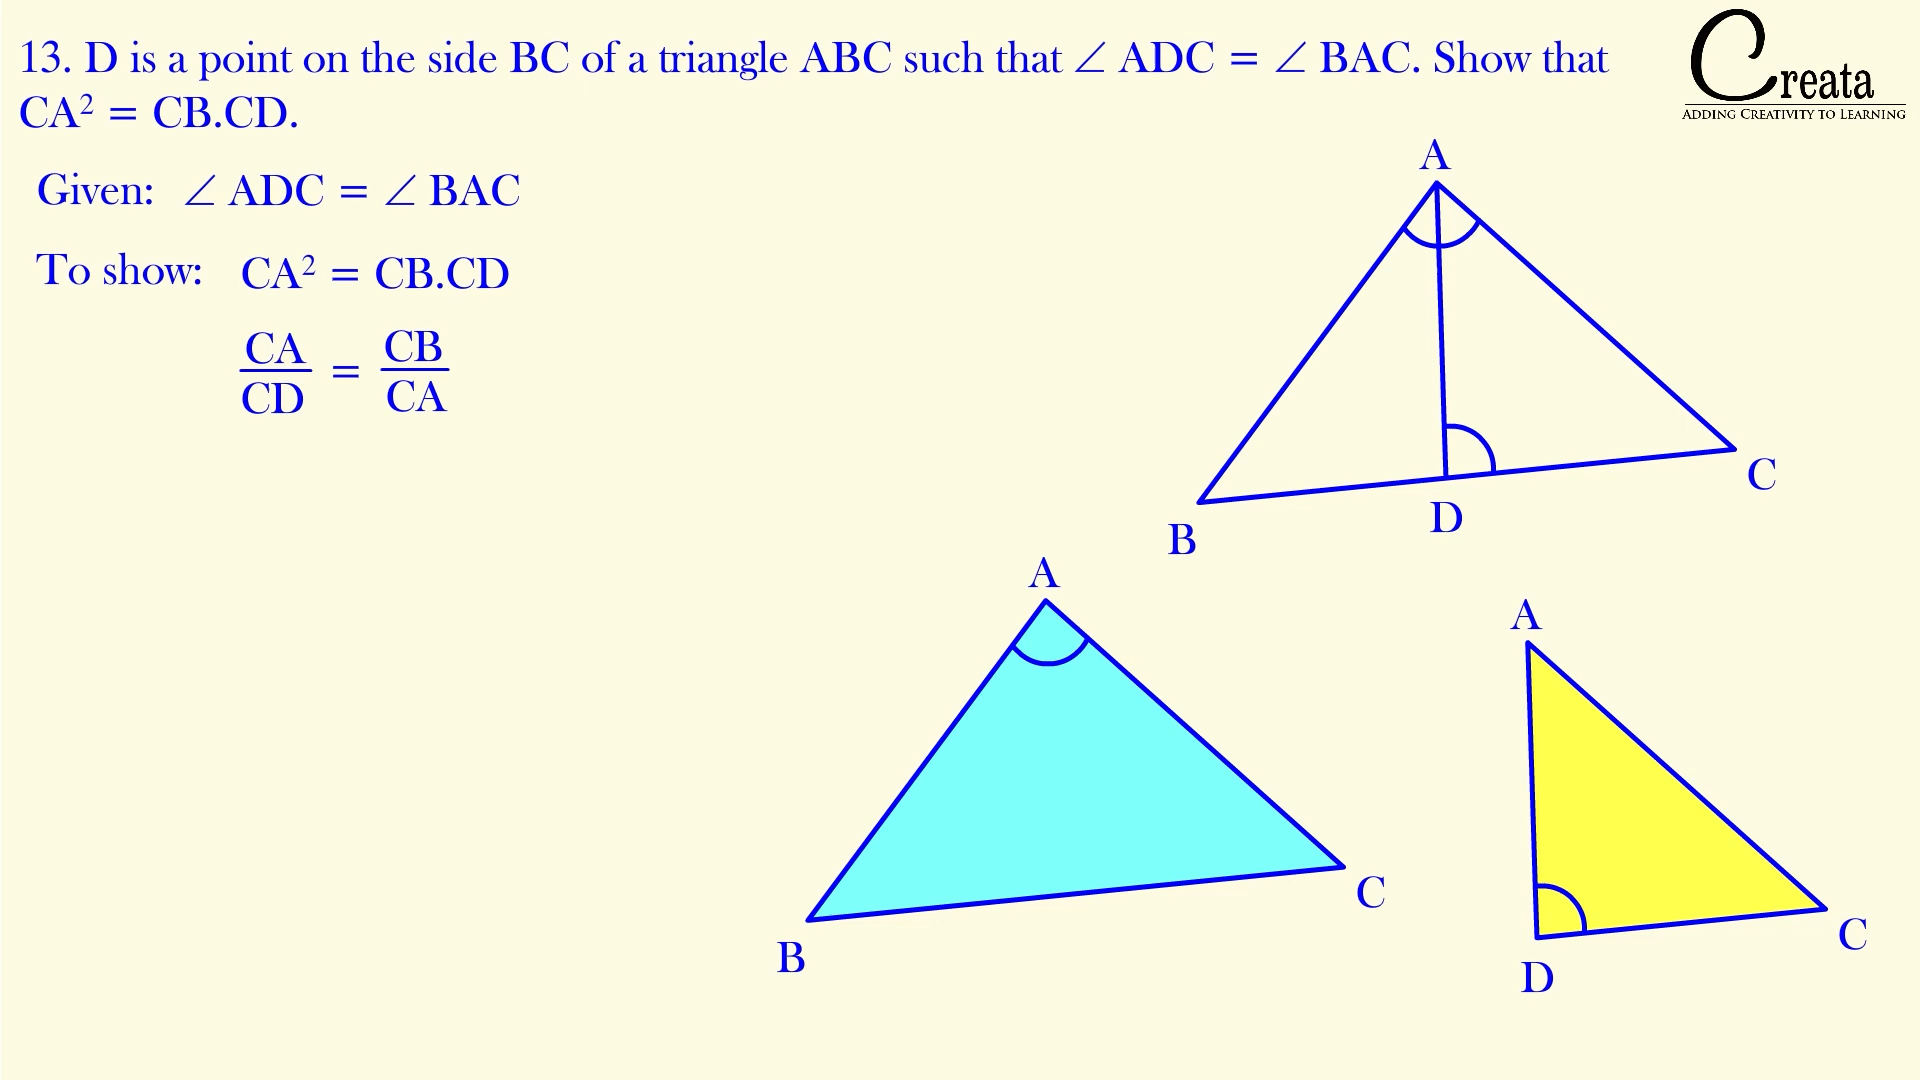 13. D is a point on the side BC of a triangle ABC such that ∠ ADC = ∠ BAC. Show that
CA² = CB.CD.
Creata
ADDING CREATIVITY TO LEARNING
Given: ∠ ADC = ∠ BAC
To show: CA² = CB.CD
CA/CD = CB/CA
A
B
D
C
A
B
C
A
D
C